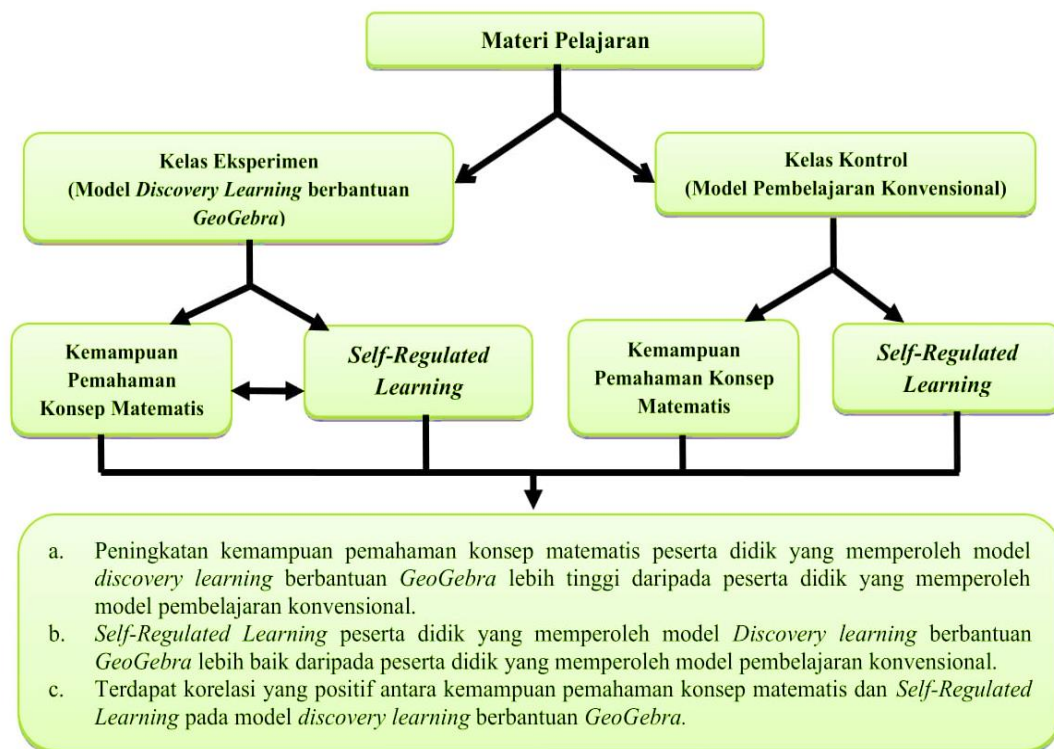 Materi Pelajaran
Kelas Eksperimen
(Model Discovery Learning berbantuan
GeoGebra)
Kelas Kontrol
(Model Pembelajaran Konvensional)
Kemampuan
Pemahaman
Konsep Matematis
Self-Regulated
Learning
Kemampuan
Pemahaman Konsep
Matematis
Self-Regulated
Learning
a. Peningkatan kemampuan pemahaman konsep matematis peserta didik yang memperoleh model
discovery learning berbantuan GeoGebra lebih tinggi daripada peserta didik yang memperoleh
model pembelajaran konvensional.
b. Self-Regulated Learning peserta didik yang memperoleh model Discovery learning berbantuan
GeoGebra lebih baik daripada peserta didik yang memperoleh model pembelajaran konvensional.
c. Terdapat korelasi yang positif antara kemampuan pemahaman konsep matematis dan Self-Regulated
Learning pada model discovery learning berbantuan GeoGebra.